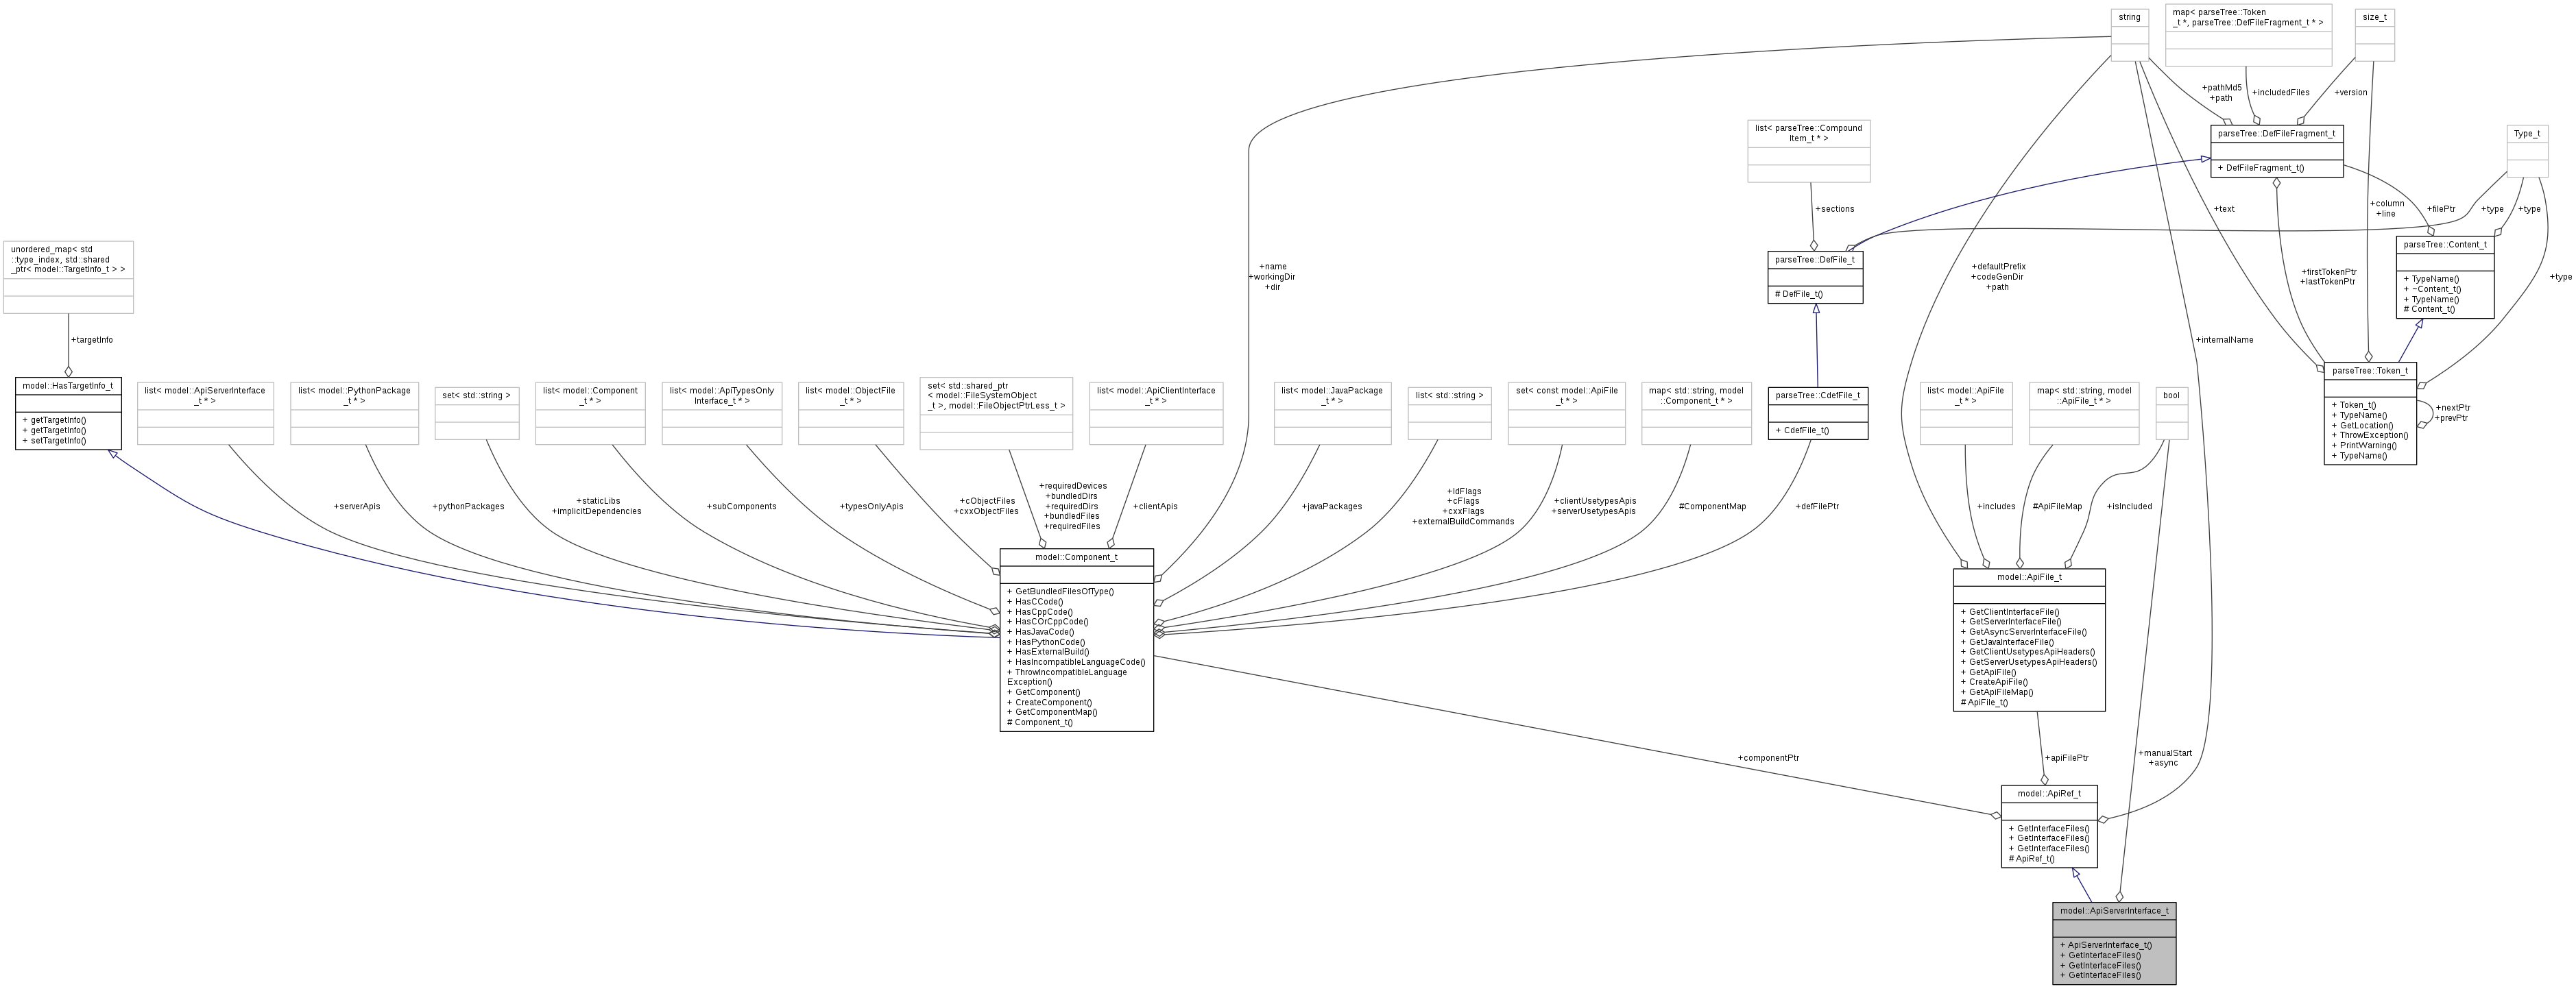 string
map< parseTree::Token
_t *, parseTree::DefFileFragment_t * >
size_t
+pathMd5
+path
+includedFiles
+version
list< parseTree::Compound
Item_t * >
parseTree::DefFileFragment_t
+ DefFileFragment_t()
Type_t
+sections
+text
+column
+line
+filePtr
+type
+type
unordered_map< std
::type_index, std::shared
_ptr< model::TargetInfo_t > >
+name
+workingDir
+dir
parseTree::DefFile_t
# DefFile_t()
+defaultPrefix
+codeGenDir
+path
+firstTokenPtr
+lastTokenPtr
parseTree::Content_t
+ TypeName()
+ ~Content_t()
+ TypeName()
# Content_t()
+type
+targetInfo
+internalName
model::HasTargetInfo_t
+ getTargetInfo()
+ getTargetInfo()
+ setTargetInfo()
list< model::ApiServerInterface
_t * >
list< model::PythonPackage
_t * >
set< std::string >
list< model::Component
_t * >
list< model::ApiTypesOnly
Interface_t * >
list< model::ObjectFile
_t * >
set< std::shared_ptr
< model::FileSystemObject
_t >, model::FileObjectPtrLess_t >
list< model::ApiClientInterface
_t * >
list< model::JavaPackage
_t * >
list< std::string >
set< const model::ApiFile
_t * >
map< std::string, model
::Component_t * >
parseTree::CdefFile_t
+ CdefFile_t()
list< model::ApiFile
_t * >
map< std::string, model
::ApiFile_t * >
bool
parseTree::Token_t
+ Token_t()
+ TypeName()
+ GetLocation()
+ ThrowException()
+ PrintWarning()
+ TypeName()
+nextPtr
+prevPtr
+serverApis
+pythonPackages
+staticLibs
+implicitDependencies
+subComponents
+typesOnlyApis
+cObjectFiles
+cxxObjectFiles
+requiredDevices
+bundledDirs
+requiredDirs
+bundledFiles
+requiredFiles
+clientApis
+javaPackages
+ldFlags
+cFlags
+cxxFlags
+externalBuildCommands
+clientUsetypesApis
+serverUsetypesApis
#ComponentMap
+defFilePtr
+includes
#ApiFileMap
+isIncluded
model::Component_t
+ GetBundledFilesOfType()
+ HasCCode()
+ HasCppCode()
+ HasCOrCppCode()
+ HasJavaCode()
+ HasPythonCode()
+ HasExternalBuild()
+ HasIncompatibleLanguageCode()
+ ThrowIncompatibleLanguage
Exception()
+ GetComponent()
+ CreateComponent()
+ GetComponentMap()
# Component_t()
model::ApiFile_t
+ GetClientInterfaceFile()
+ GetServerInterfaceFile()
+ GetAsyncServerInterfaceFile()
+ GetJavaInterfaceFile()
+ GetClientUsetypesApiHeaders()
+ GetServerUsetypesApiHeaders()
+ GetApiFile()
+ CreateApiFile()
+ GetApiFileMap()
# ApiFile_t()
+componentPtr
+apiFilePtr
+manualStart
+async
model::ApiRef_t
+ GetInterfaceFiles()
+ GetInterfaceFiles()
+ GetInterfaceFiles()
# ApiRef_t()
model::ApiServerInterface_t
+ ApiServerInterface_t()
+ GetInterfaceFiles()
+ GetInterfaceFiles()
+ GetInterfaceFiles()